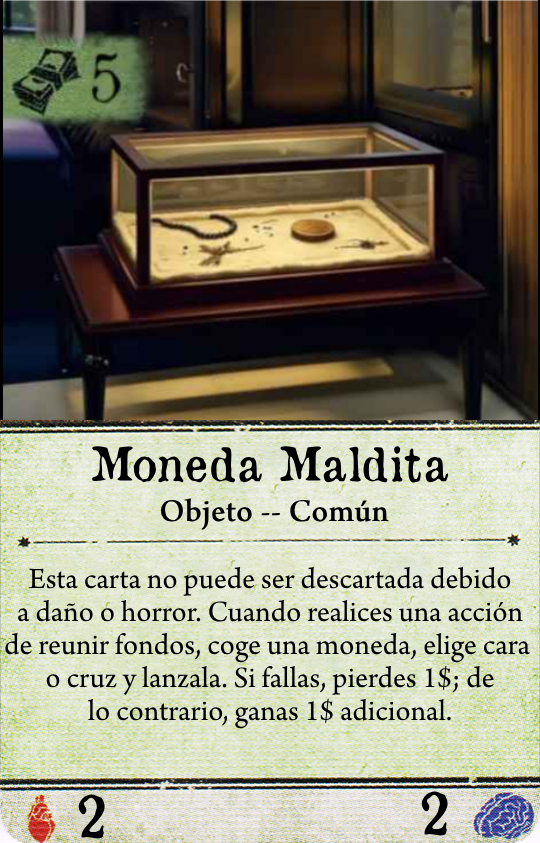 5
Moneda Maldita
Objeto -- Común
Esta carta no puede ser descartada debido
a daño o horror. Cuando realices una acción
de reunir fondos, coge una moneda, elige cara
o cruz y lanzala. Si fallas, pierdes 1$; de
lo contrario, ganas 1$ adicional.
2 2